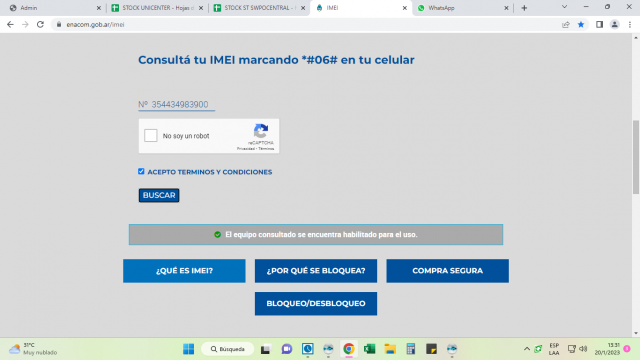 Admin
STOCK UNICENTER - Hojas d
STOCK ST SWPOCENTRAL -
IMEI
WhatsApp
enacom.gob.ar/imei
Consultá tu IMEI marcando *#06# en tu celular
Nº 354434983900
No soy un robot
reCAPTCHA
Privacidad - Términos
ACEPTO TERMINOS Y CONDICIONES
BUSCAR
El equipo consultado se encuentra habilitado para el uso.
¿QUÉ ES IMEI?
¿POR QUÉ SE BLOQUEA?
COMPRA SEGURA
BLOQUEO/DESBLOQUEO
31°C
Muy nublado
Búsqueda
ESP
LAA
13:31
20/1/2023